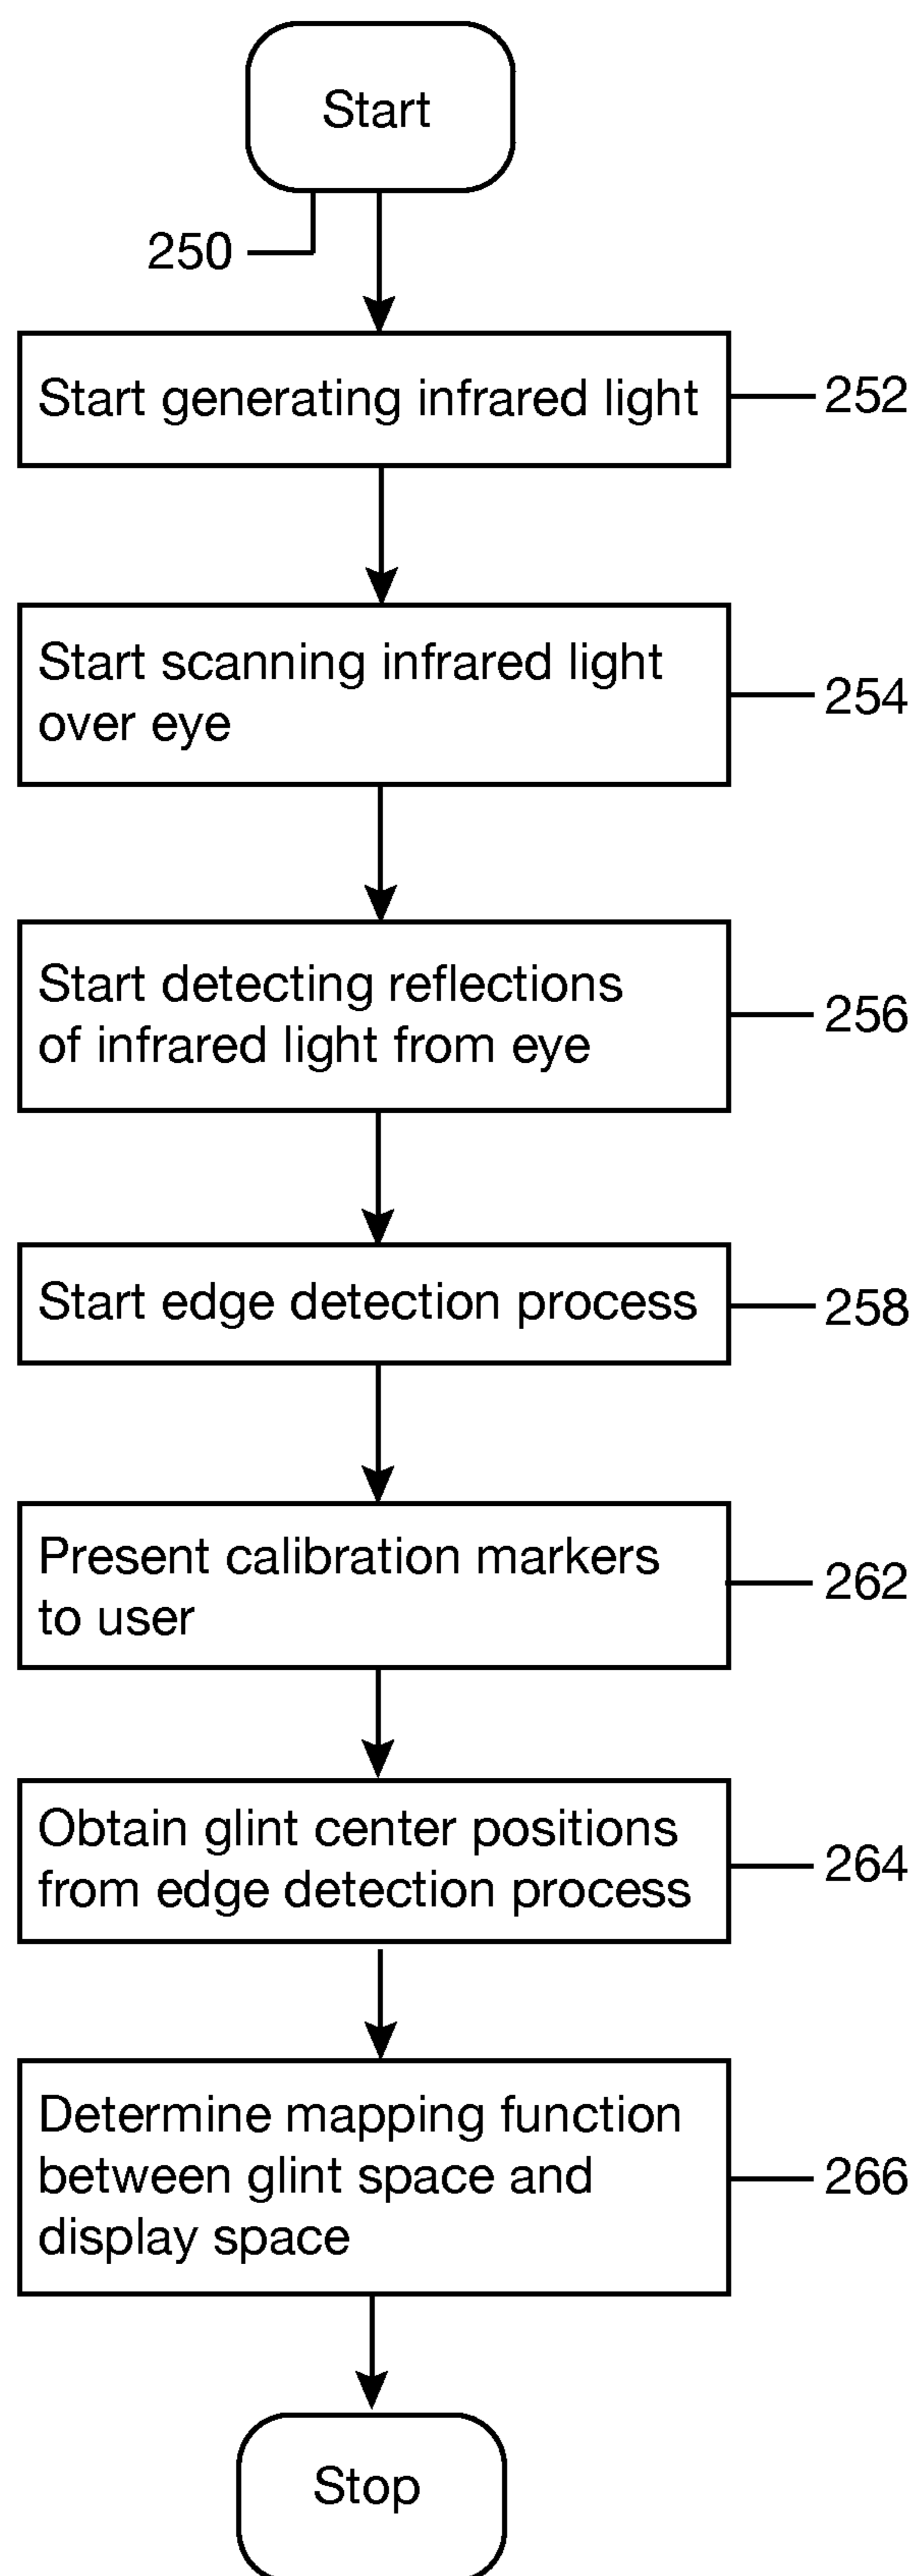 Start
250
Start generating infrared light
252
Start scanning infrared light
over eye
254
Start detecting reflections
of infrared light from eye
256
Start edge detection process
258
Present calibration markers
to user
262
Obtain glint center positions
from edge detection process
264
Determine mapping function
between glint space and
display space
266
Stop